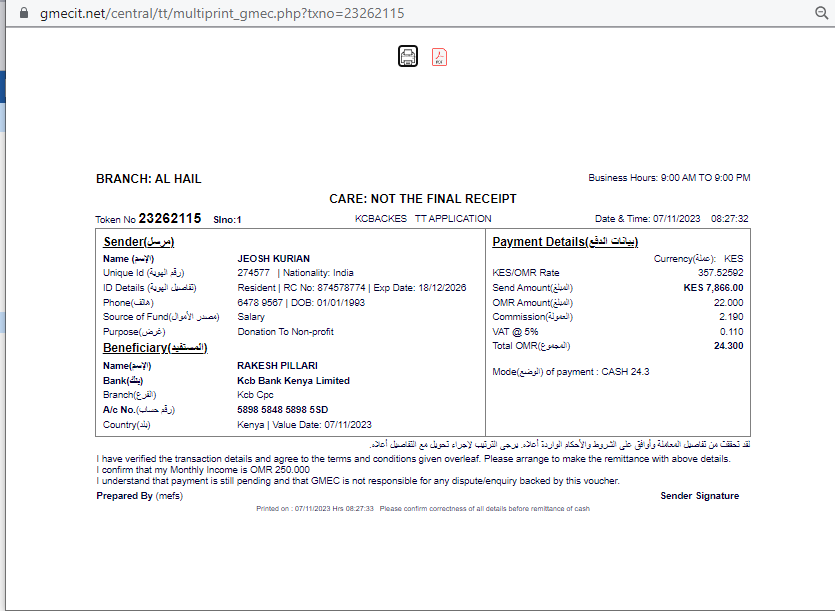 gmecit.net/central/tt/multiprint_gmec.php?txno=23262115
PDF
BRANCH: AL HAIL
Business Hours: 9:00 AM TO 9:00 PM
CARE: NOT THE FINAL RECEIPT
Token No 23262115 Slno:1
KCBACKES TT APPLICATION
Date & Time: 07/11/2023 08:27:32
Sender(مرسل)
Name (الإسم) JEOSH KURIAN
Unique Id (رقم الهوية) 274577 | Nationality: India
ID Details (تفاصيل الهوية) Resident | RC No: 874578774 | Exp Date: 18/12/2026
Phone(هاتف) 6478 9567 | DOB: 01/01/1993
Source of Fund(مصدر الأموال) Salary
Purpose(غرض) Donation To Non-profit
Beneficiary(المستفيد)
Name(الإسم) RAKESH PILLARI
Bank(بنك) Kcb Bank Kenya Limited
Branch(الفرع) Kcb Cpc
A/c No.(رقم حساب) 5898 5848 5898 5SD
Country(بلد) Kenya | Value Date: 07/11/2023
Payment Details(بيانات الدفع)
Currency(عملة): KES
KES/OMR Rate 357.52592
Send Amount(المبلغ) KES 7,866.00
OMR Amount(المبلغ) 22.000
Commission(العمولة) 2.190
VAT @ 5% 0.110
Total OMR(المجموع) 24.300
Mode(الوضع) of payment : CASH 24.3
لقد تحققت من تفاصيل المعاملة وأوافق على الشروط والأحكام الواردة أعلاه. يرجى الترتيب لإجراء تحويل مع التفاصيل أعلاه.
I have verified the transaction details and agree to the terms and conditions given overleaf. Please arrange to make the remittance with above details.
I confirm that my Monthly Income is OMR 250.000
I understand that payment is still pending and that GMEC is not responsible for any dispute/enquiry backed by this voucher.
Prepared By (mefs)
Sender Signature
Printed on : 07/11/2023 Hrs 08:27:33 Please confirm correctness of all details before remittance of cash